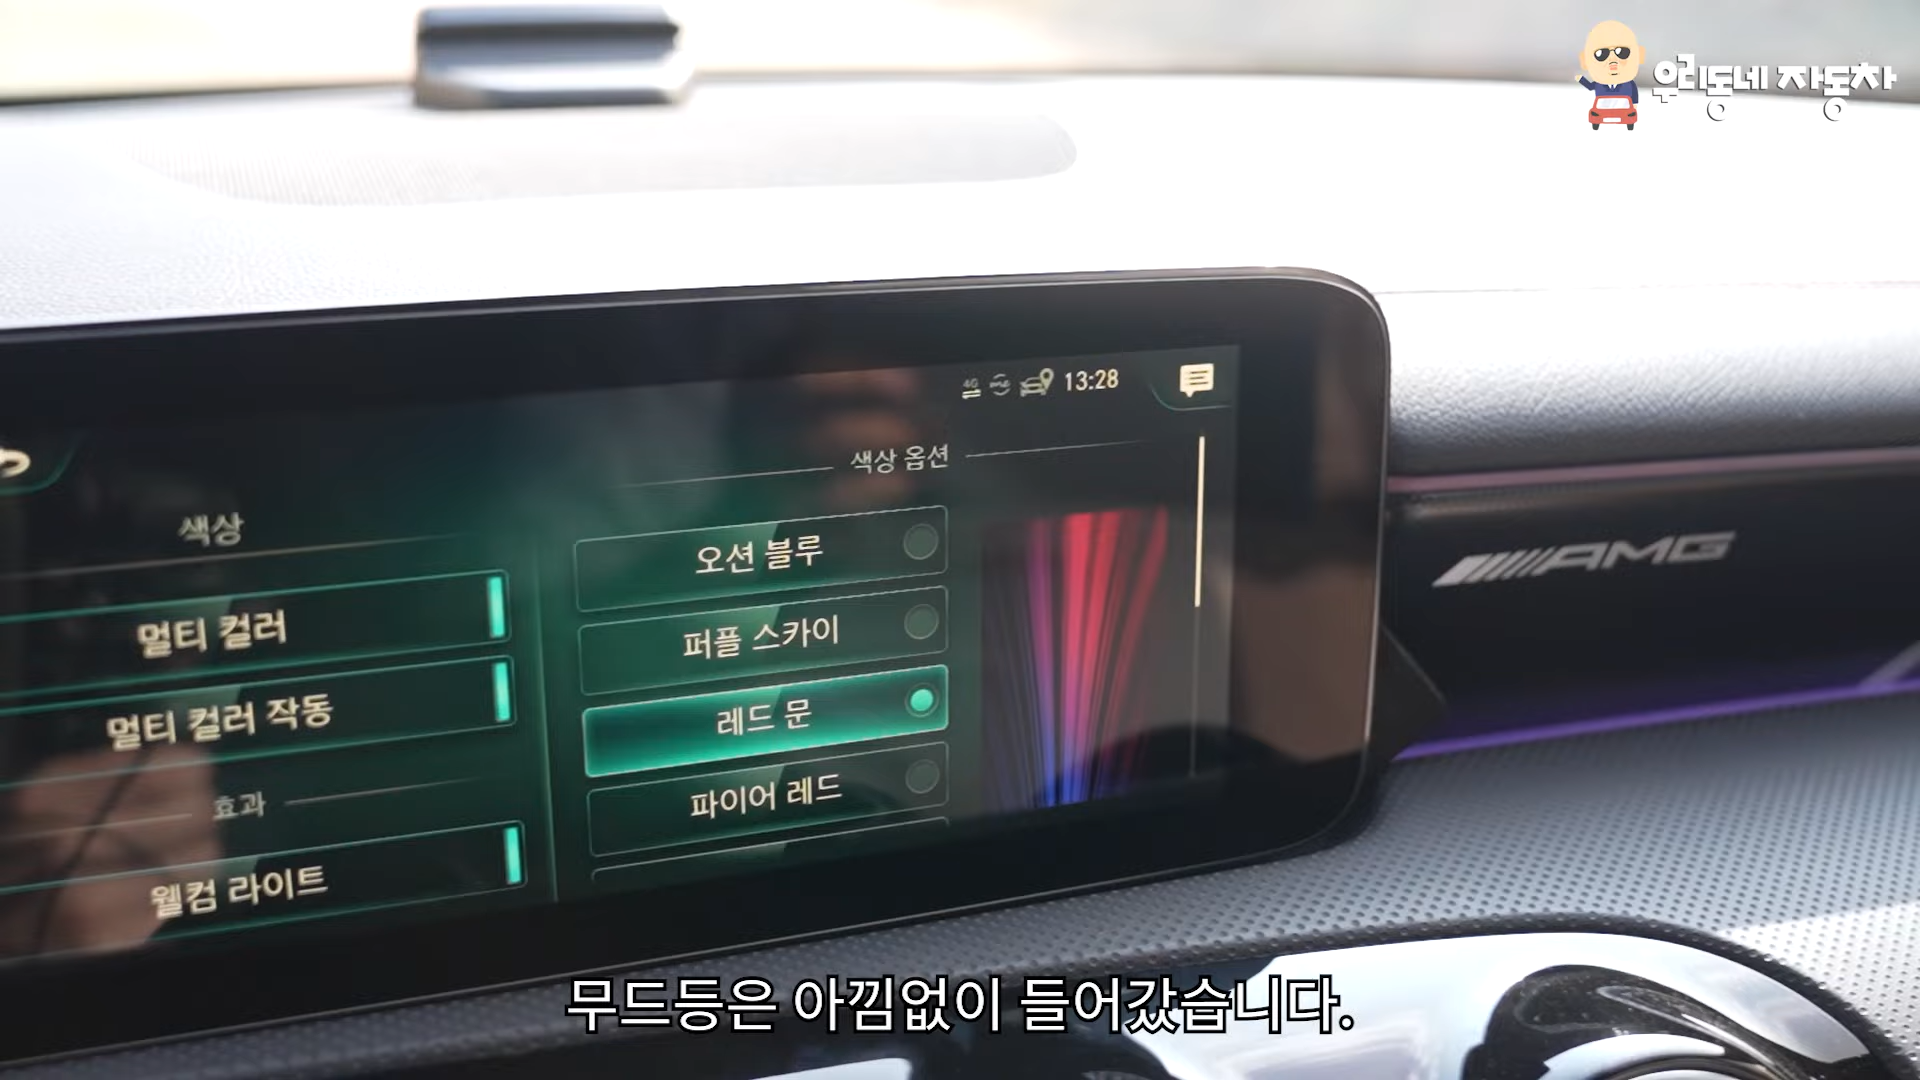 우리동네 자동차
4G
me
13:28
색상 옵션
색상
오션 블루
멀티 컬러
퍼플 스카이
멀티 컬러 작동
레드 문
효과
파이어 레드
웰컴 라이트
AMG
무드등은 아낌없이 들어갔습니다.